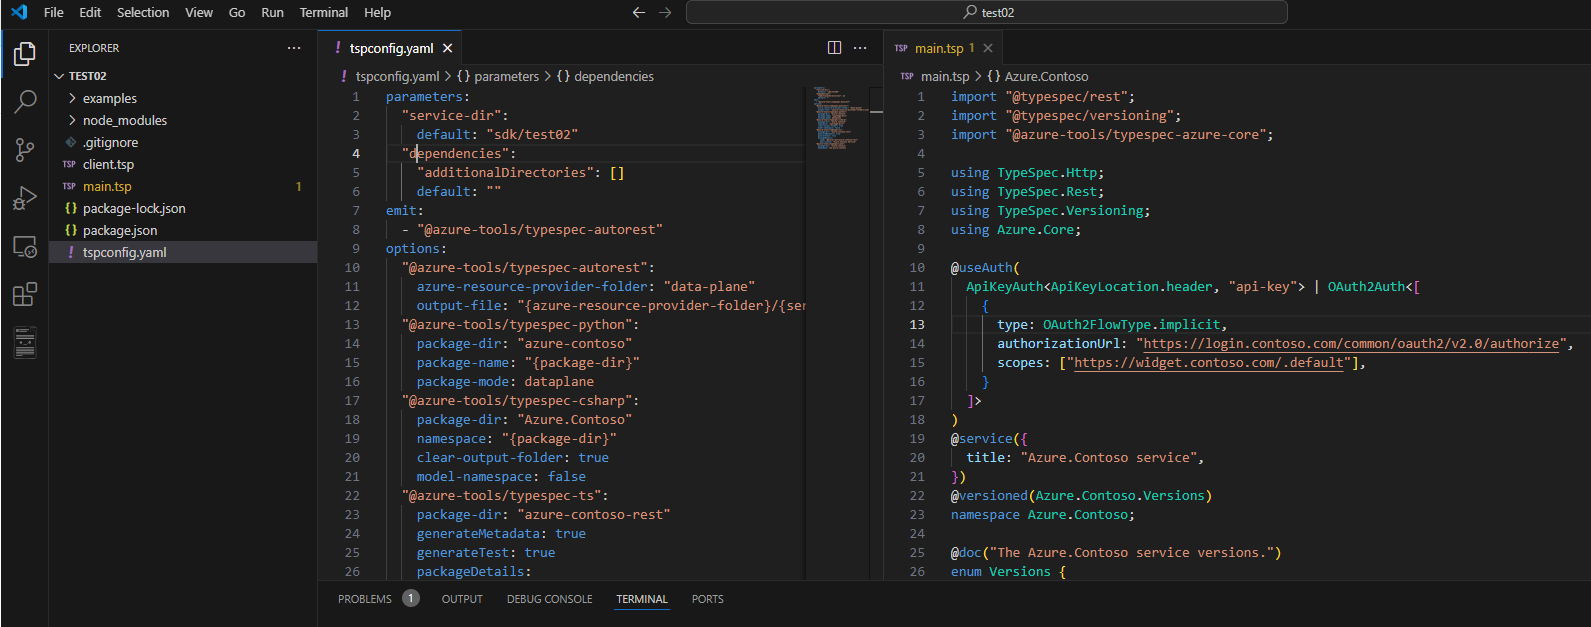 File Edit Selection View Go Run Terminal Help
test02
EXPLORER
TEST02
examples
node_modules
.gitignore
TSP client.tsp
TSP main.tsp 1
{} package-lock.json
{} package.json
! tspconfig.yaml
! tspconfig.yaml
! tspconfig.yaml > {} parameters > {} dependencies
1 parameters:
2 "service-dir":
3 default: "sdk/test02"
4 "dependencies":
5 "additionalDirectories": []
6 default: ""
7 emit:
8 - "@azure-tools/typespec-autorest"
9 options:
10 "@azure-tools/typespec-autorest":
11 azure-resource-provider-folder: "data-plane"
12 output-file: "{azure-resource-provider-folder}/{ser
13 "@azure-tools/typespec-python":
14 package-dir: "azure-contoso"
15 package-name: "{package-dir}"
16 package-mode: dataplane
17 "@azure-tools/typespec-csharp":
18 package-dir: "Azure.Contoso"
19 namespace: "{package-dir}"
20 clear-output-folder: true
21 model-namespace: false
22 "@azure-tools/typespec-ts":
23 package-dir: "azure-contoso-rest"
24 generateMetadata: true
25 generateTest: true
26 packageDetails:
TSP main.tsp 1
TSP main.tsp > {} Azure.Contoso
1 import "@typespec/rest";
2 import "@typespec/versioning";
3 import "@azure-tools/typespec-azure-core";
4
5 using TypeSpec.Http;
6 using TypeSpec.Rest;
7 using TypeSpec.Versioning;
8 using Azure.Core;
9
10 @useAuth(
11 ApiKeyAuth<ApiKeyLocation.header, "api-key"> | OAuth2Auth<[
12 {
13 type: OAuth2FlowType.implicit,
14 authorizationUrl: "https://login.contoso.com/common/oauth2/v2.0/authorize",
15 scopes: ["https://widget.contoso.com/.default"],
16 }
17 ]>
18 )
19 @service({
20 title: "Azure.Contoso service",
21 })
22 @versioned(Azure.Contoso.Versions)
23 namespace Azure.Contoso;
24
25 @doc("The Azure.Contoso service versions.")
26 enum Versions {
PROBLEMS 1 OUTPUT DEBUG CONSOLE TERMINAL PORTS